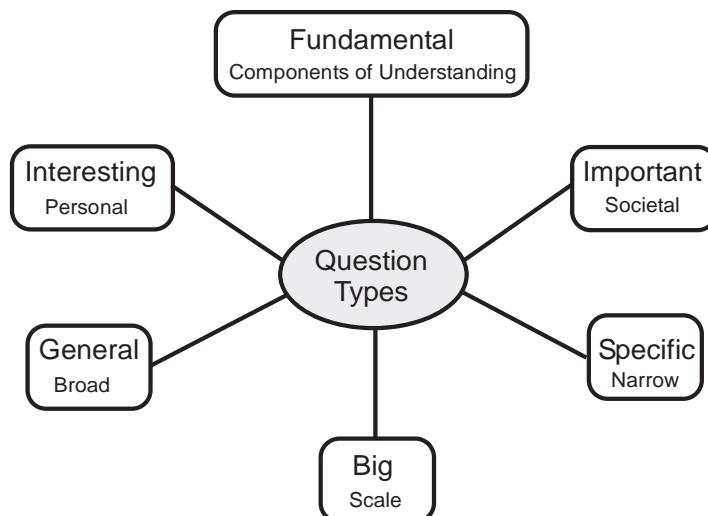 Fundamental
Components of Understanding
Interesting
Personal
Important
Societal
Question
Types
General
Broad
Specific
Narrow
Big
Scale